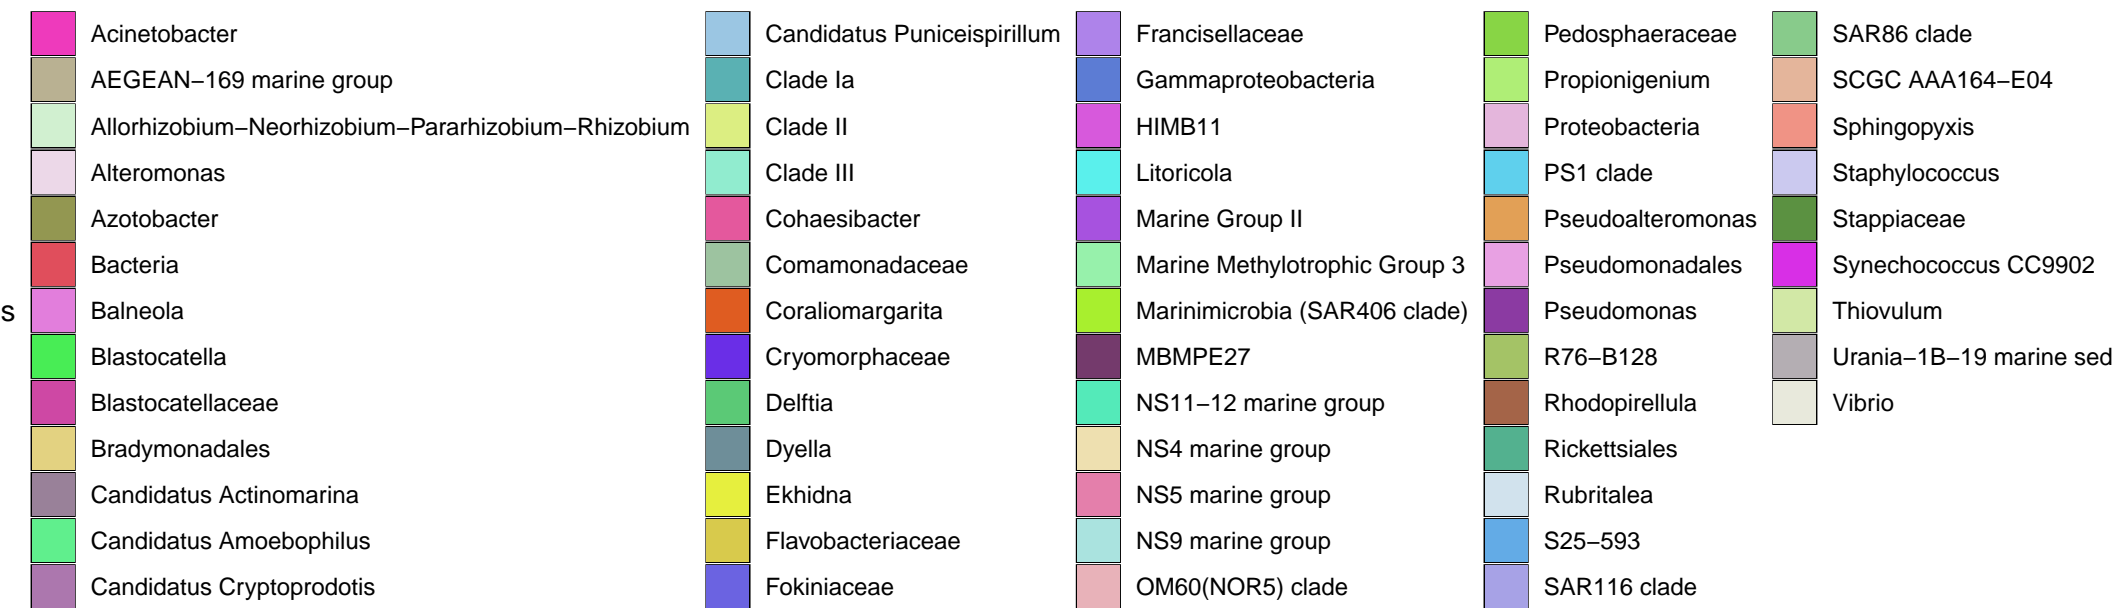 Acinetobacter
AEGEAN−169 marine group
Allorhizobium−Neorhizobium−Pararhizobium−Rhizobium
Alteromonas
Azotobacter
Bacteria
s
Balneola
Blastocatella
Blastocatellaceae
Bradymonadales
Candidatus Actinomarina
Candidatus Amoebophilus
Candidatus Cryptoprodotis
Candidatus Puniceispirillum
Clade Ia
Clade II
Clade III
Cohaesibacter
Comamonadaceae
Coraliomargarita
Cryomorphaceae
Delftia
Dyella
Ekhidna
Flavobacteriaceae
Fokiniaceae
Francisellaceae
Gammaproteobacteria
HIMB11
Litoricola
Marine Group II
Marine Methylotrophic Group 3
Marinimicrobia (SAR406 clade)
MBMPE27
NS11−12 marine group
NS4 marine group
NS5 marine group
NS9 marine group
OM60(NOR5) clade
Pedosphaeraceae
Propionigenium
Proteobacteria
PS1 clade
Pseudoalteromonas
Pseudomonadales
Pseudomonas
R76−B128
Rhodopirellula
Rickettsiales
Rubritalea
S25−593
SAR116 clade
SAR86 clade
SCGC AAA164−E04
Sphingopyxis
Staphylococcus
Stappiaceae
Synechococcus CC9902
Thiovulum
Urania−1B−19 marine sed
Vibrio